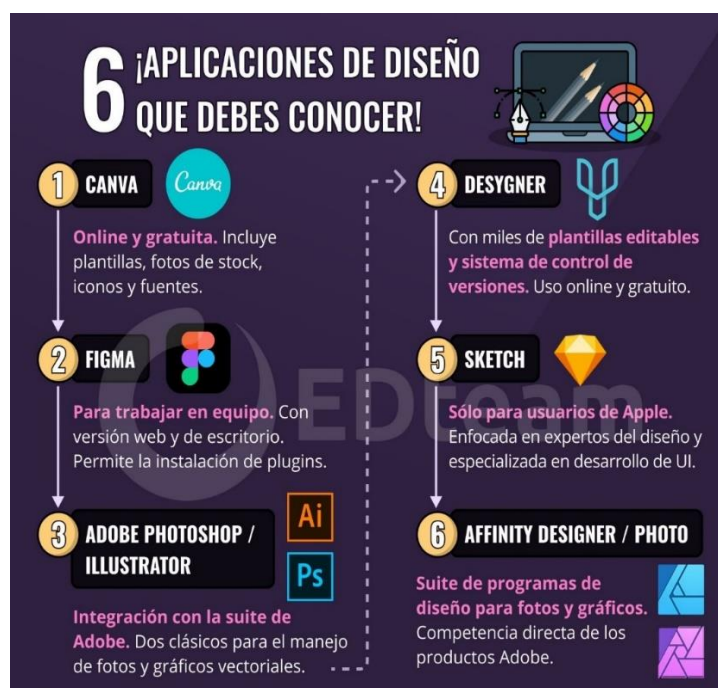 6 ¡APLICACIONES DE DISEÑO
QUE DEBES CONOCER!
1 CANVA
Canva
Online y gratuita. Incluye
plantillas, fotos de stock,
iconos y fuentes.
2 FIGMA
Para trabajar en equipo. Con
versión web y de escritorio.
Permite la instalación de plugins.
3 ADOBE PHOTOSHOP /
ILLUSTRATOR
Ai
Ps
Integración con la suite de
Adobe. Dos clásicos para el manejo
de fotos y gráficos vectoriales.
4 DESYGNER
Con miles de plantillas editables
y sistema de control de
versiones. Uso online y gratuito.
5 SKETCH
Sólo para usuarios de Apple.
Enfocada en expertos del diseño y
especializada en desarrollo de UI.
6 AFFINITY DESIGNER / PHOTO
Suite de programas de
diseño para fotos y gráficos.
Competencia directa de los
productos Adobe.
EDteam